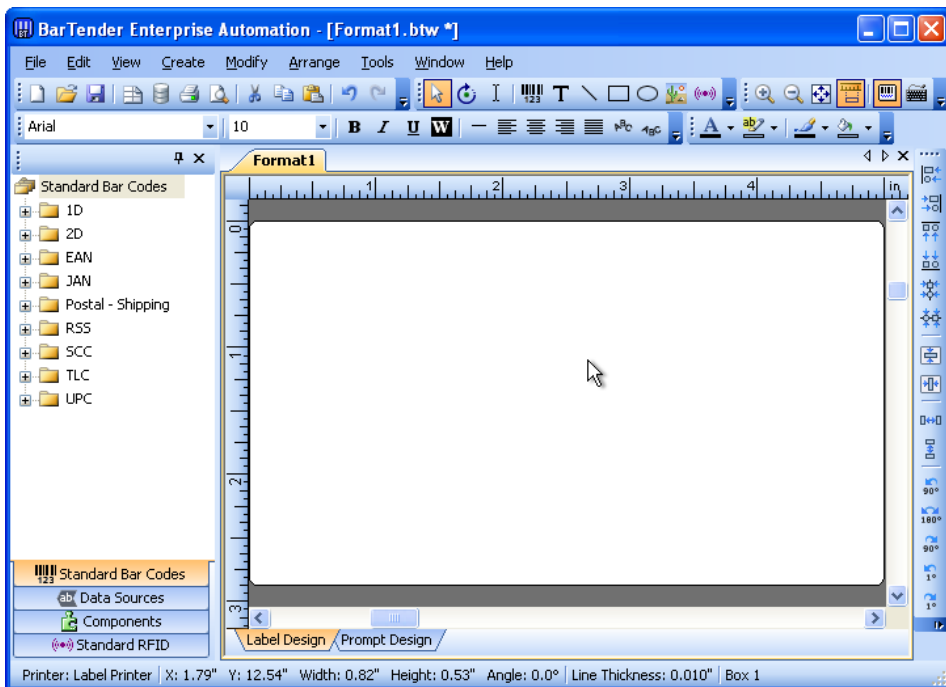 BarTender Enterprise Automation - [Format1.btw *]
File Edit View Create Modify Arrange Tools Window Help
Arial 10 B I U W ABC ABC A ab
Format1
Standard Bar Codes
1D
2D
EAN
JAN
Postal - Shipping
RSS
SCC
TLC
UPC
1 2 3 4 in
0
1
2
3
90°
180°
90°
1°
1°
Standard Bar Codes
Data Sources
Components
Standard RFID
Label Design Prompt Design
Printer: Label Printer X: 1.79" Y: 12.54" Width: 0.82" Height: 0.53" Angle: 0.0° Line Thickness: 0.010" Box 1